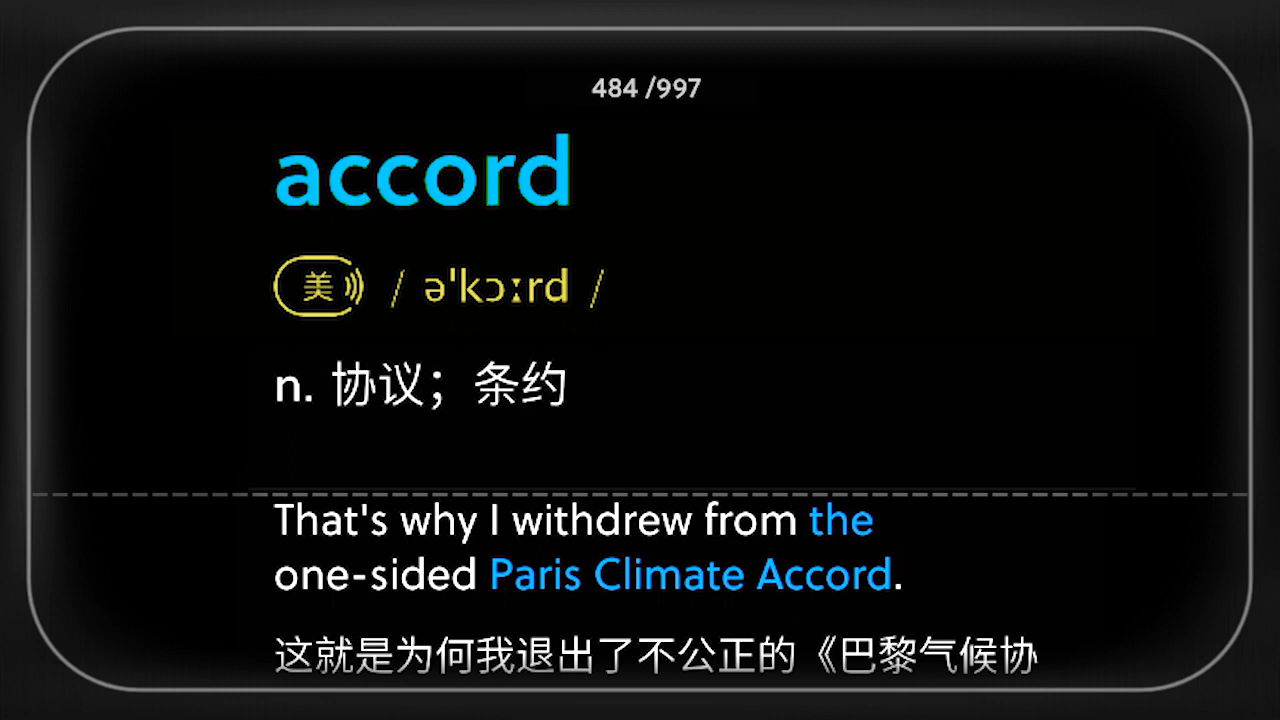 484 /997
accord
美 / ə'kɔːrd /
n. 协议；条约
That's why I withdrew from the
one-sided Paris Climate Accord.
这就是为何我退出了不公正的《巴黎气候协